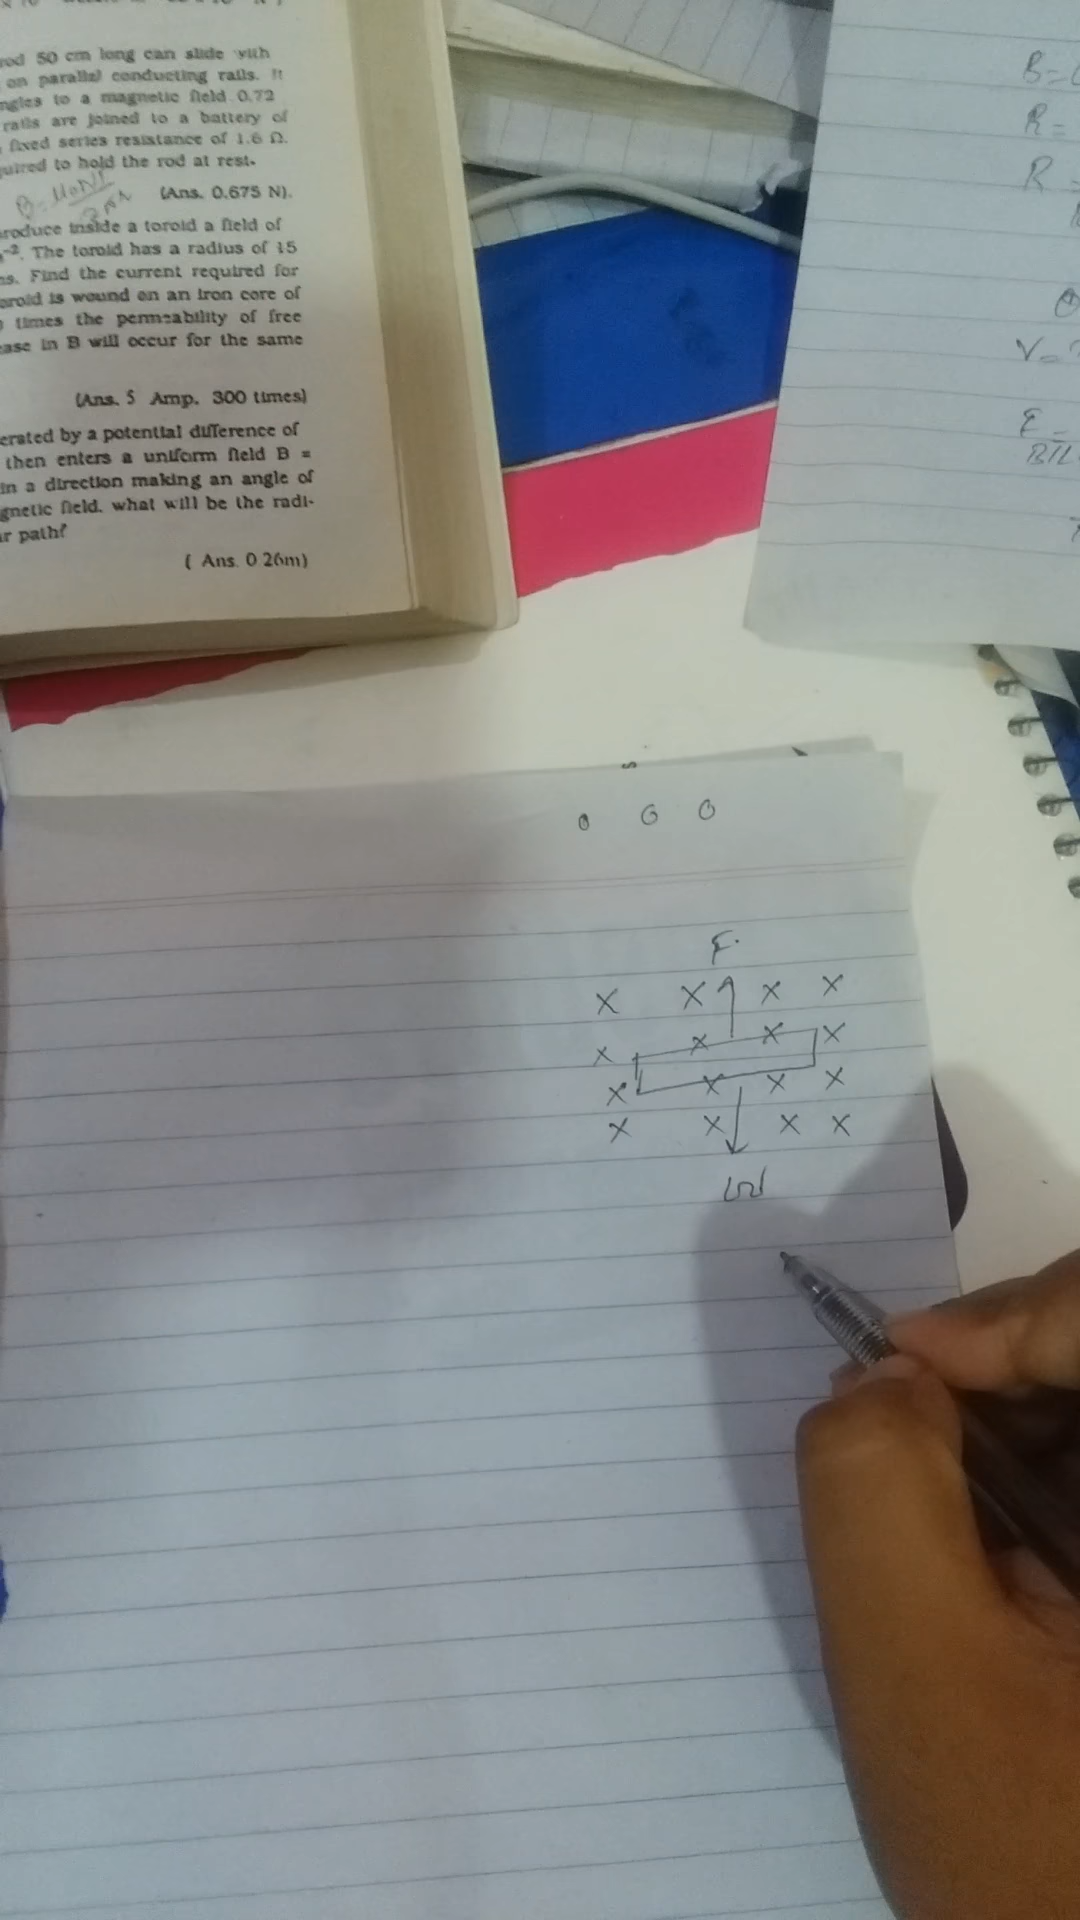 rod 50 cm long can slide with
on parallel conducting rails. It
ngles to a magnetic field 0.72
rails are joined to a battery of
fixed series resistance of 1.6 Ω.
quired to hold the rod at rest.
(Ans. 0.675 N).
roduce inside a toroid a field of
⁻². The toroid has a radius of 15
ns. Find the current required for
oroid is wound on an iron core of
times the permeability of free
ease in B will occur for the same
(Ans. 5 Amp. 300 times)
erated by a potential difference of
then enters a uniform field B =
in a direction making an angle of
gnetic field. what will be the radi-
ar path?
( Ans. 0 26m)
B=
R=
R =
V=
F.
X X X X
X X X X
X X X X
X X X X